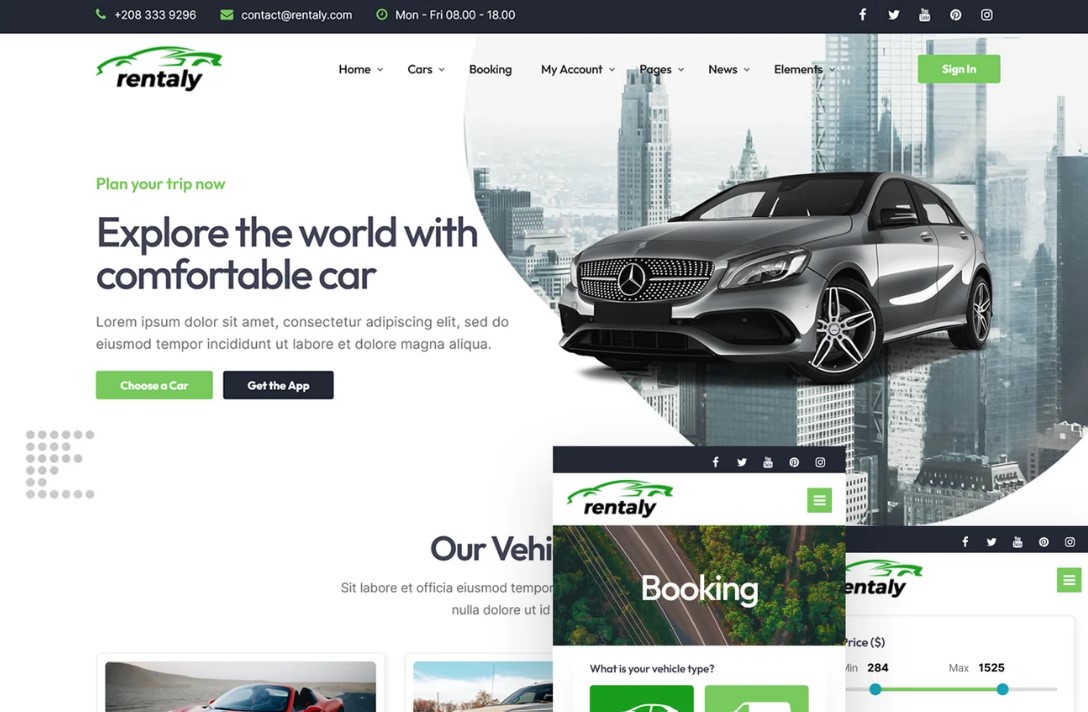 +208 333 9296 contact@rentaly.com Mon - Fri 08.00 - 18.00
rentaly
Home Cars Booking My Account Pages News Elements
Sign In
Plan your trip now
Explore the world with
comfortable car
Lorem ipsum dolor sit amet, consectetur adipiscing elit, sed do
eiusmod tempor incididunt ut labore et dolore magna aliqua.
Choose a Car Get the App
Our Vehi
Sit labore et officia eiusmod tempor
nulla dolore ut id
rentaly
Booking
What is your vehicle type?
entaly
Price ($)
Min 284 Max 1525